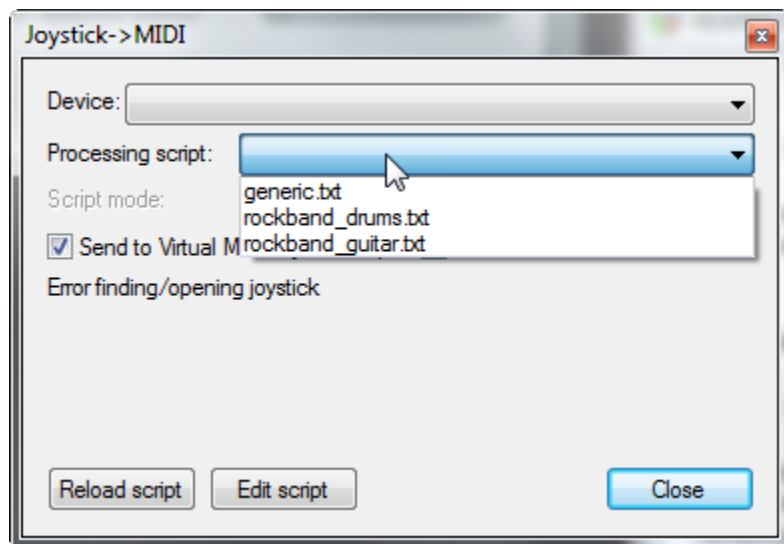 Joystick->MIDI
Device:
Processing script:
generic.txt
Script mode:
rockband_drums.txt
Send to Virtual M
rockband_guitar.txt
Error finding/opening joystick
Reload script
Edit script
Close